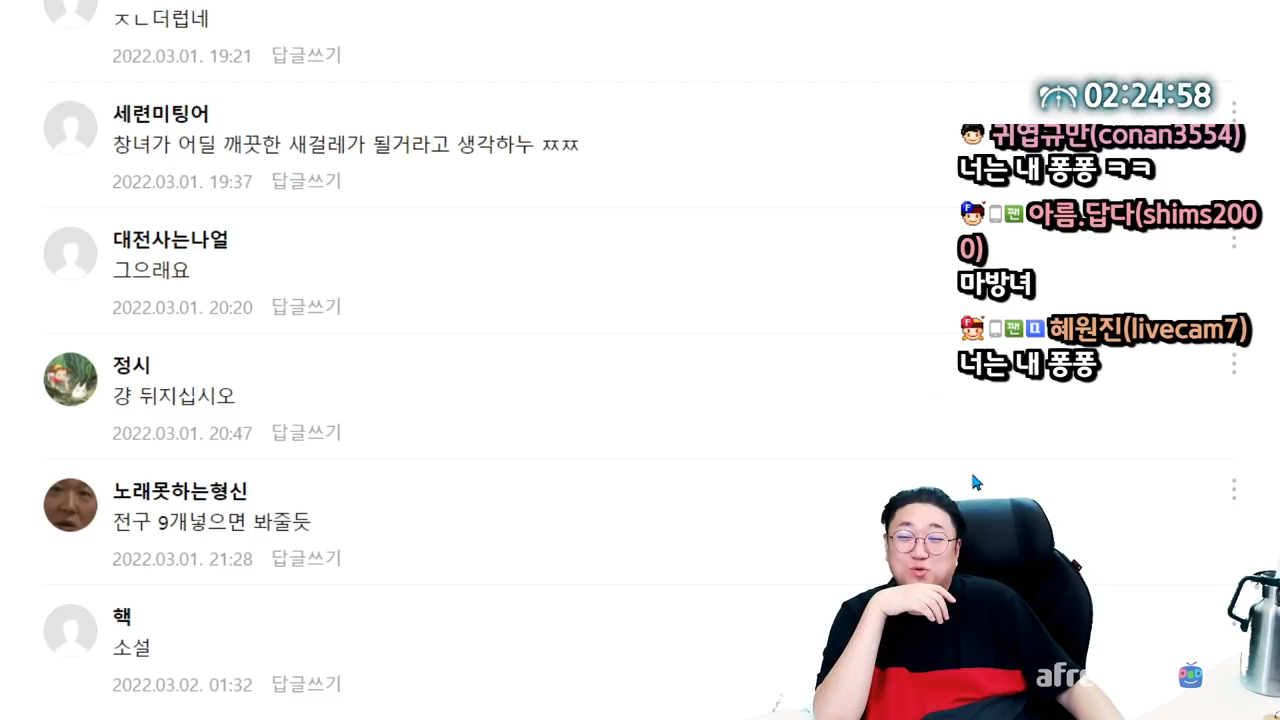 ㅈㄴ더럽네
2022.03.01. 19:21 답글쓰기
세련미팅어
창녀가 어딜 깨끗한 새걸레가 될거라고 생각하누 ㅉㅉ
2022.03.01. 19:37 답글쓰기
대전사는나얼
그으래요
2022.03.01. 20:20 답글쓰기
정시
걍 뒤지십시오
2022.03.01. 20:47 답글쓰기
노래못하는형신
전구 9개넣으면 봐줄듯
2022.03.01. 21:28 답글쓰기
핵
소설
2022.03.02. 01:32 답글쓰기
02:24:58
귀엽규만(conan3554)
너는 내 퐁퐁 ㅋㅋ
팬 아름.답다(shims200
0)
마방녀
팬 혜원진(livecam7)
너는 내 퐁퐁